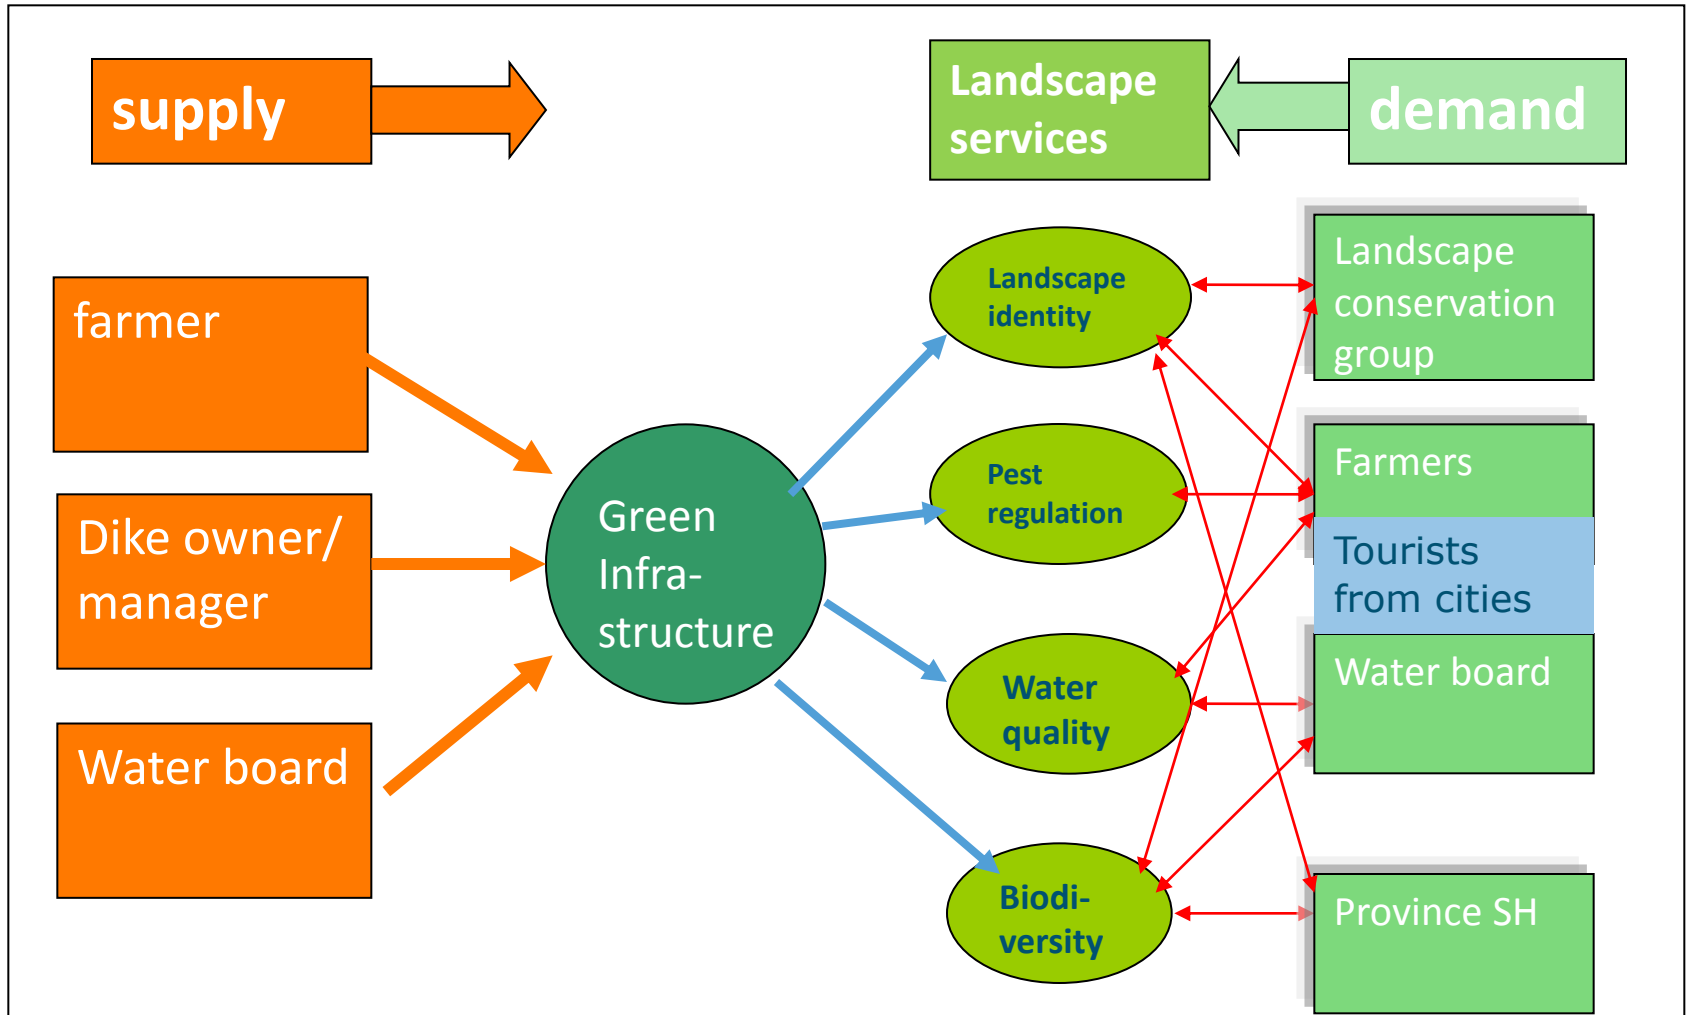 supply
Landscape
services
demand
farmer
Dike owner/
manager
Water board
Green
Infra-
structure
Landscape
identity
Pest
regulation
Water
quality
Biodi-
versity
Landscape
conservation
group
Farmers
Tourists
from cities
Water board
Province SH